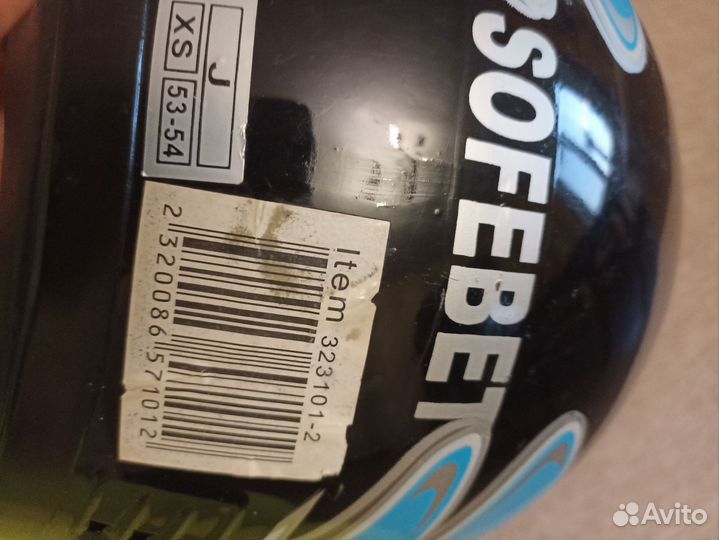 J
XS 53-54
SOFEBET
Item 323101-2
2 320086 571012
Avito